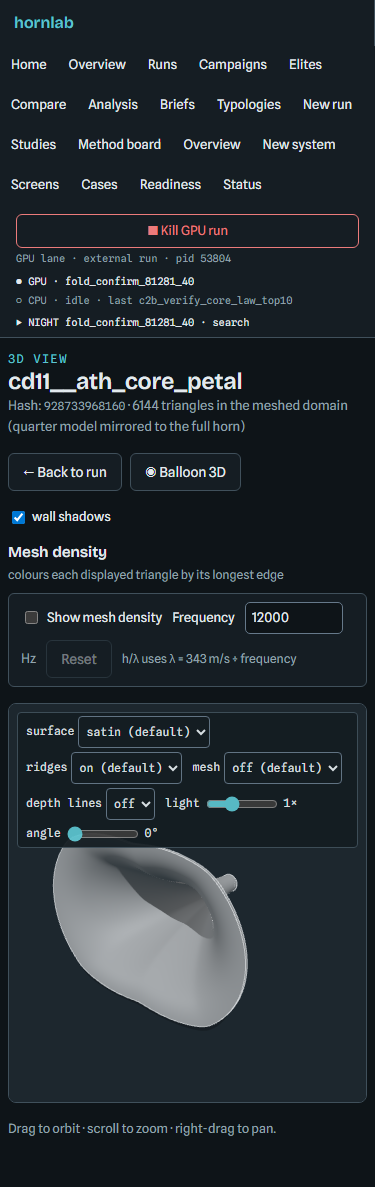 hornlab
Home Overview Runs Campaigns Elites
Compare Analysis Briefs Typologies New run
Studies Method board Overview New system
Screens Cases Readiness Status
Kill GPU run
GPU lane · external run · pid 53804
GPU · fold_confirm_81281_40
CPU · idle · last c2b_verify_core_law_top10
NIGHT fold_confirm_81281_40 · search
3D VIEW
cd11__ath_core_petal
Hash: 928733968160 · 6144 triangles in the meshed domain
(quarter model mirrored to the full horn)
← Back to run ◉ Balloon 3D
wall shadows
Mesh density
colours each displayed triangle by its longest edge
Show mesh density Frequency 12000
Hz Reset h/λ uses λ = 343 m/s ÷ frequency
surface satin (default)
ridges on (default) mesh off (default)
depth lines off light 1×
angle 0°
Drag to orbit · scroll to zoom · right-drag to pan.